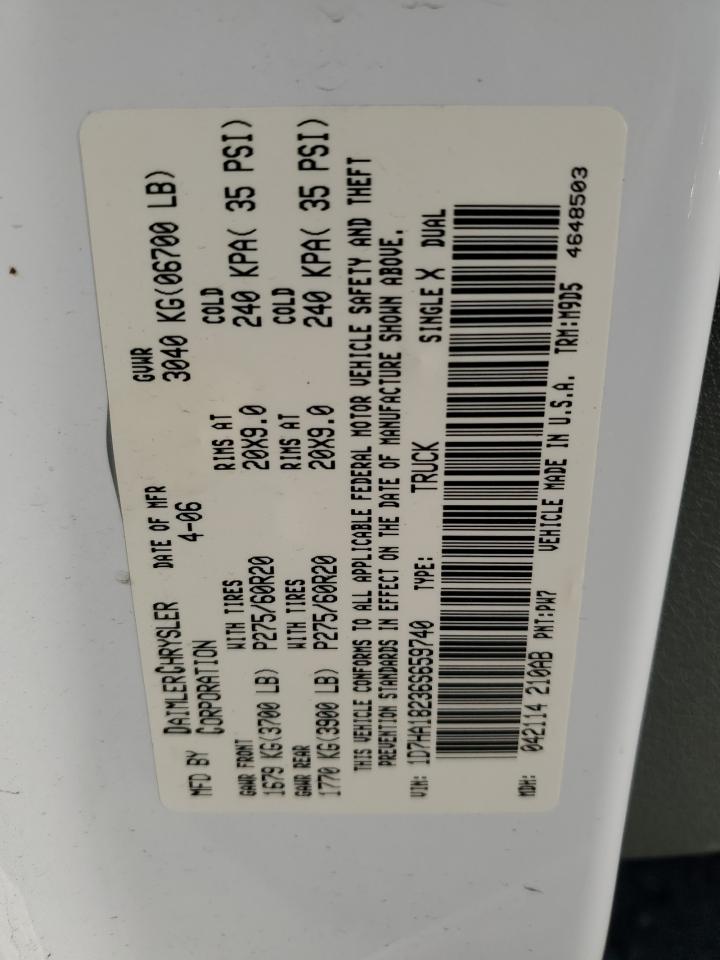 MFD BY DAIMLERCHRYSLER CORPORATION
DATE OF MFR 4-06
GVWR 3040 KG(06700 LB)
GAWR FRONT WITH TIRES RIMS AT COLD
1679 KG(3700 LB) P275/60R20 20X9.0 240 KPA( 35 PSI)
GAWR REAR WITH TIRES RIMS AT COLD
1770 KG(3900 LB) P275/60R20 20X9.0 240 KPA( 35 PSI)
THIS VEHICLE CONFORMS TO ALL APPLICABLE FEDERAL MOTOR VEHICLE SAFETY AND THEFT
PREVENTION STANDARDS IN EFFECT ON THE DATE OF MANUFACTURE SHOWN ABOVE.
VIN: 1D7HA18236S659740 TYPE: TRUCK SINGLE X DUAL
MDH: 042114 210AB PNT:PW7 VEHICLE MADE IN U.S.A. TRM:M9D5 4648503